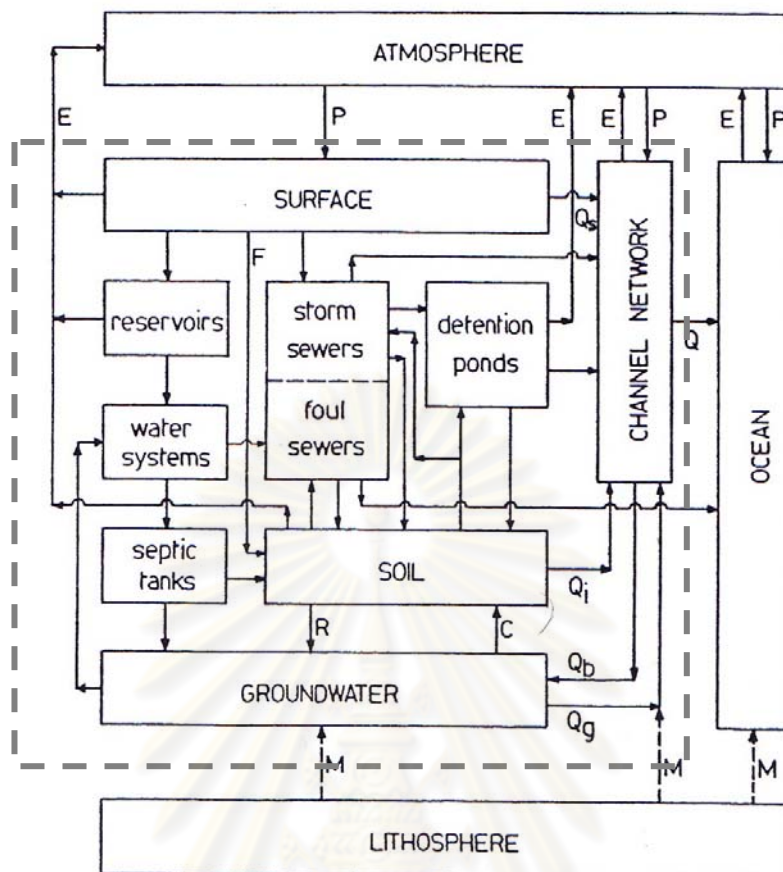 ATMOSPHERE
E
P
E
E
P
E
P
SURFACE
Qs
F
reservoirs
storm
sewers
detention
ponds
CHANNEL NETWORK
Q
OCEAN
foul
sewers
water
systems
septic
tanks
SOIL
Qi
R
C
Qb
GROUNDWATER
Qg
M
M
M
LITHOSPHERE